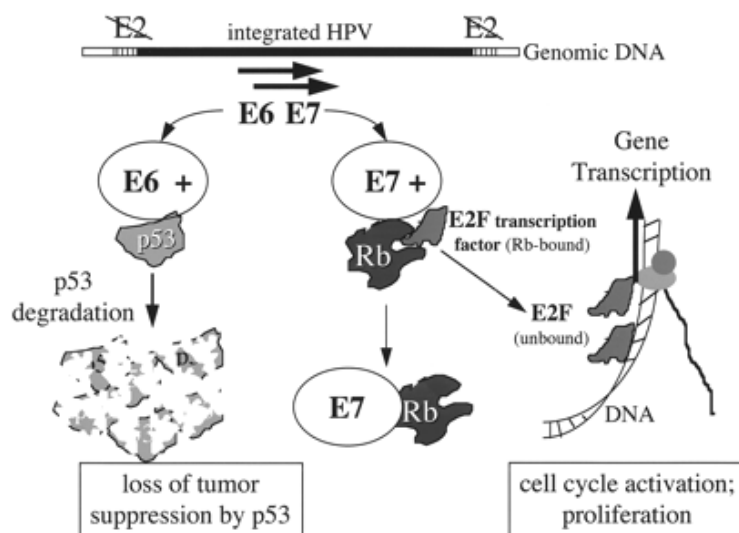 E2
integrated HPV
E2
Genomic DNA
E6 E7
E6 +
p53
p53
degradation
loss of tumor
suppression by p53
E7 +
Rb
E2F transcription
factor (Rb-bound)
E2F
(unbound)
E7
Rb
Gene
Transcription
DNA
cell cycle activation;
proliferation